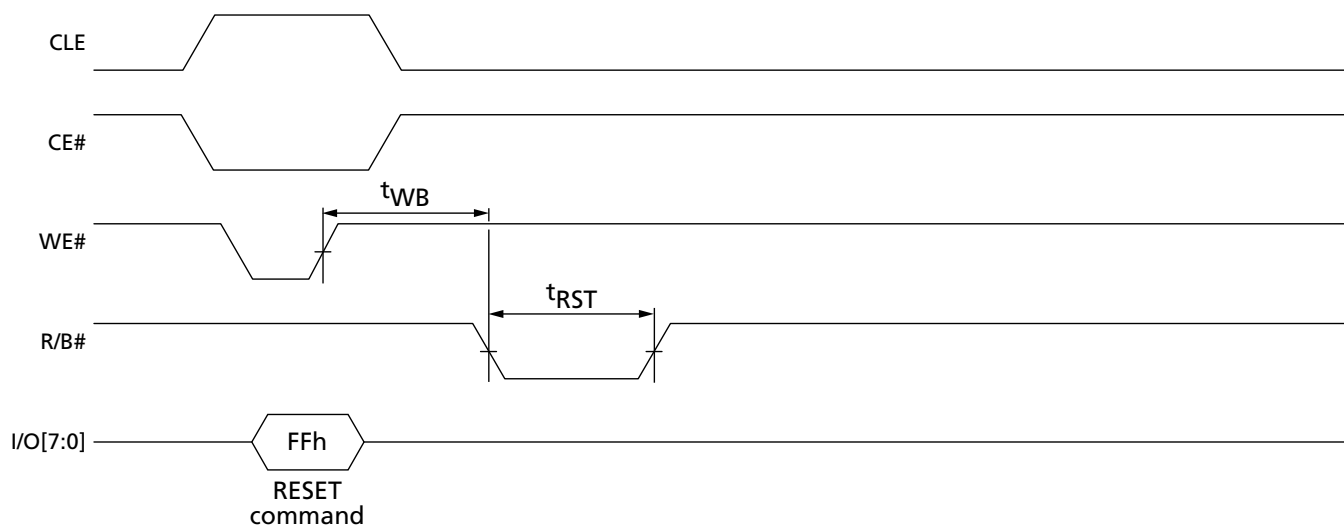 CLE
CE#
tWB
WE#
tRST
R/B#
I/O[7:0]
FFh
RESET
command